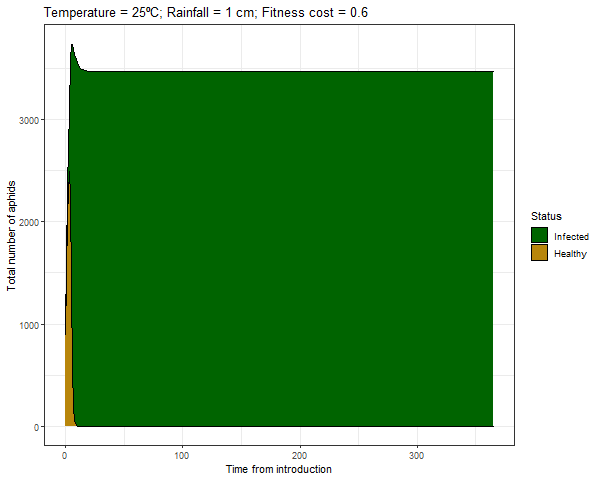 Temperature = 25ºC; Rainfall = 1 cm; Fitness cost = 0.6
Total number of aphids
3000
2000
1000
0
0
100
200
300
Time from introduction
Status
Infected
Healthy